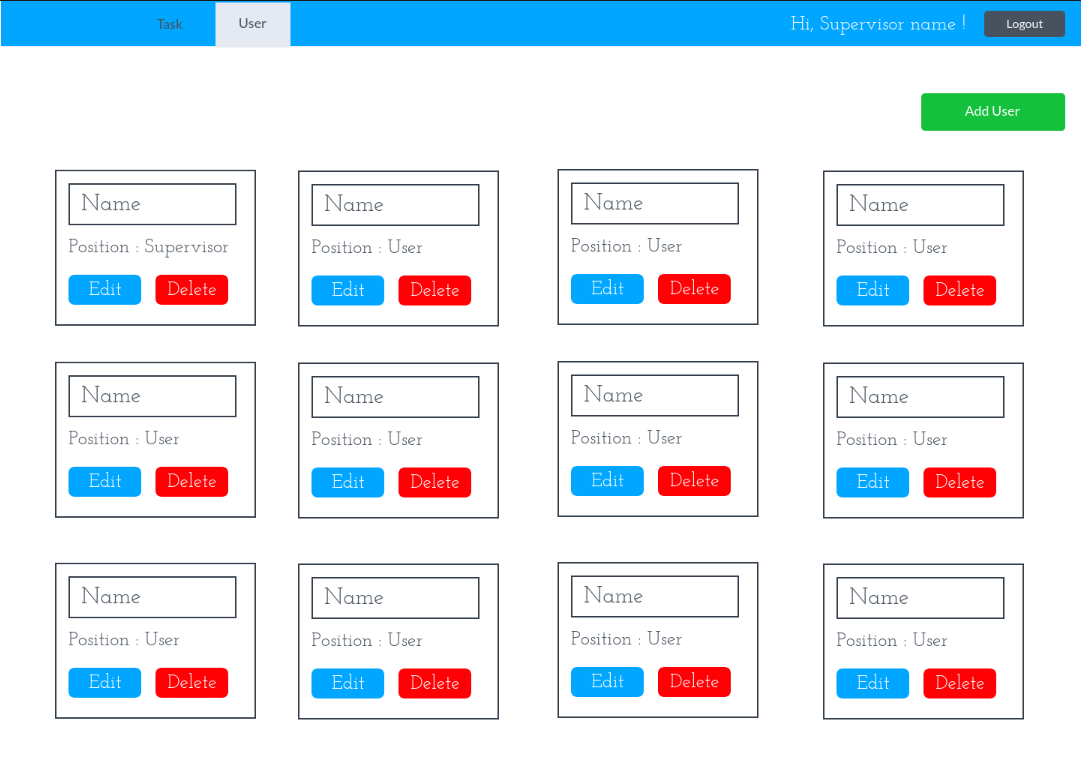 Task User Hi, Supervisor name ! Logout
Add User
Name Name Name Name
Position : Supervisor Position : User Position : User Position : User
Edit Delete Edit Delete Edit Delete Edit Delete
Name Name Name Name
Position : User Position : User Position : User Position : User
Edit Delete Edit Delete Edit Delete Edit Delete
Name Name Name Name
Position : User Position : User Position : User Position : User
Edit Delete Edit Delete Edit Delete Edit Delete